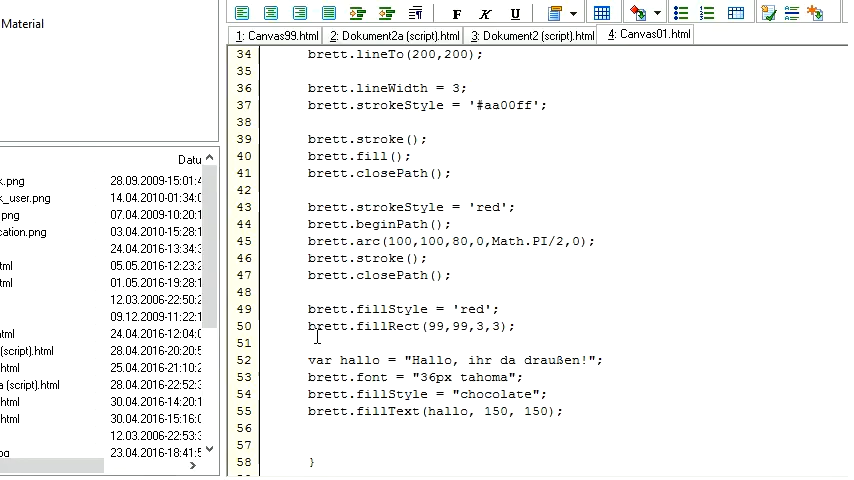 Material
F K U
1: Canvas99.html 2: Dokument2a (script).html 3: Dokument2 (script).html 4: Canvas01.html
34 brett.lineTo(200,200);
35
36 brett.lineWidth = 3;
37 brett.strokeStyle = '#aa00ff';
38
39 brett.stroke();
40 brett.fill();
41 brett.closePath();
42
43 brett.strokeStyle = 'red';
44 brett.beginPath();
45 brett.arc(100,100,80,0,Math.PI/2,0);
46 brett.stroke();
47 brett.closePath();
48
49 brett.fillStyle = 'red';
50 brett.fillRect(99,99,3,3);
51
52 var hallo = "Hallo, ihr da draußen!";
53 brett.font = "36px tahoma";
54 brett.fillStyle = "chocolate";
55 brett.fillText(hallo, 150, 150);
56
57
58 }
Datu
k.png 28.09.2009-15:01:4
k_user.png 14.04.2010-01:34:0
png 07.04.2009-10:20:1
cation.png 03.04.2010-15:28:1
24.04.2016-13:34:3
tml 05.05.2016-12:23:2
tml 01.05.2016-19:28:1
12.03.2006-22:50:2
09.12.2009-11:22:1
html 24.04.2016-12:04:0
(script).html 28.04.2016-20:20:5
html 25.04.2016-21:10:2
a (script).html 28.04.2016-22:52:3
html 30.04.2016-14:20:1
html 30.04.2016-15:16:0
12.03.2006-22:53:3
pg 23.04.2016-18:41:5